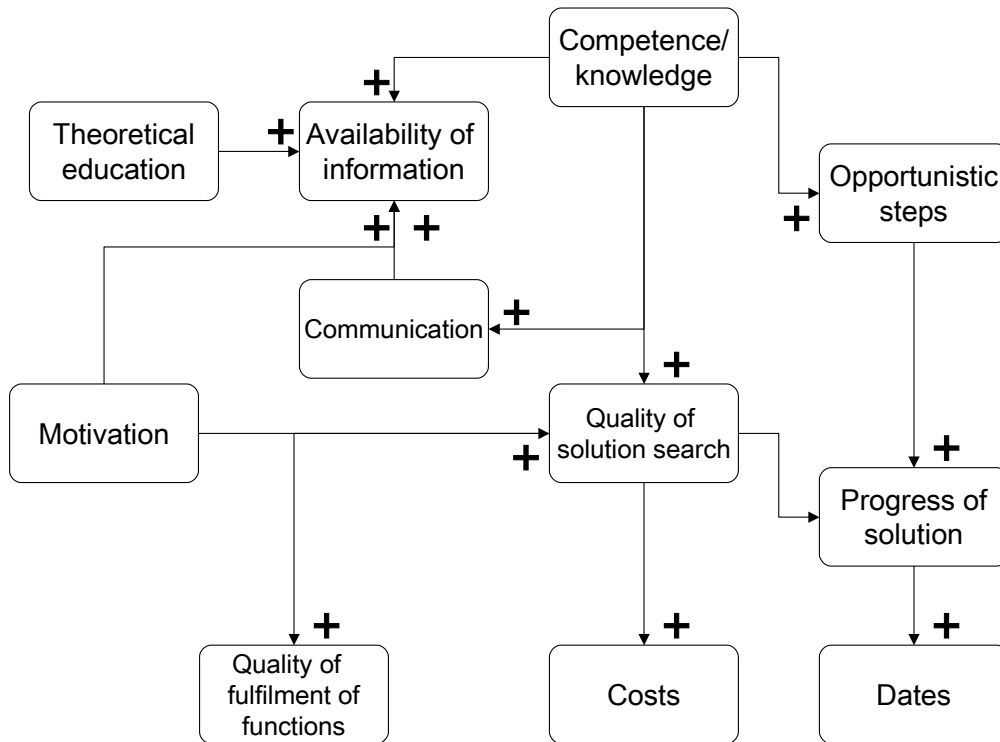 Competence/
knowledge
+
+
Theoretical
education
+
Availability of
information
Opportunistic
steps
+
+
+
Communication
+
+
Motivation
Quality of
solution search
+
+
Progress of
solution
+
+
+
Quality of
fulfilment of
functions
Costs
Dates